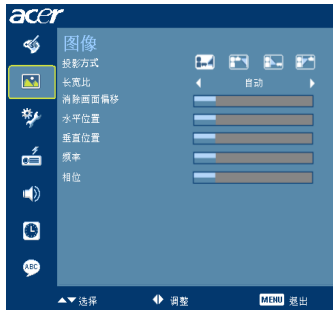 acer
图像
投影方式
长宽比 自动
消除画面偏移
水平位置
垂直位置
频率
相位
ABC
选择 调整 MENU 退出